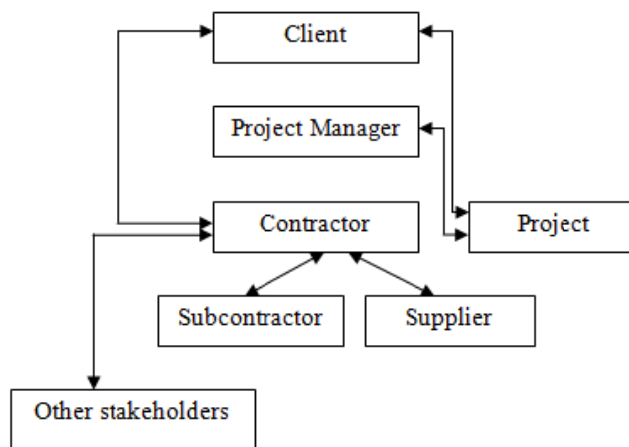 Client
Project Manager
Contractor
Project
Subcontractor
Supplier
Other stakeholders